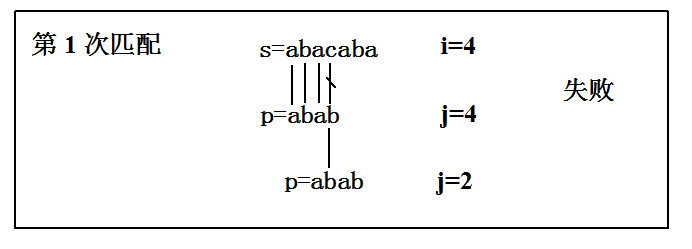 第 1 次匹配 s=abacaba i=4
失败
p=abab j=4
p=abab j=2